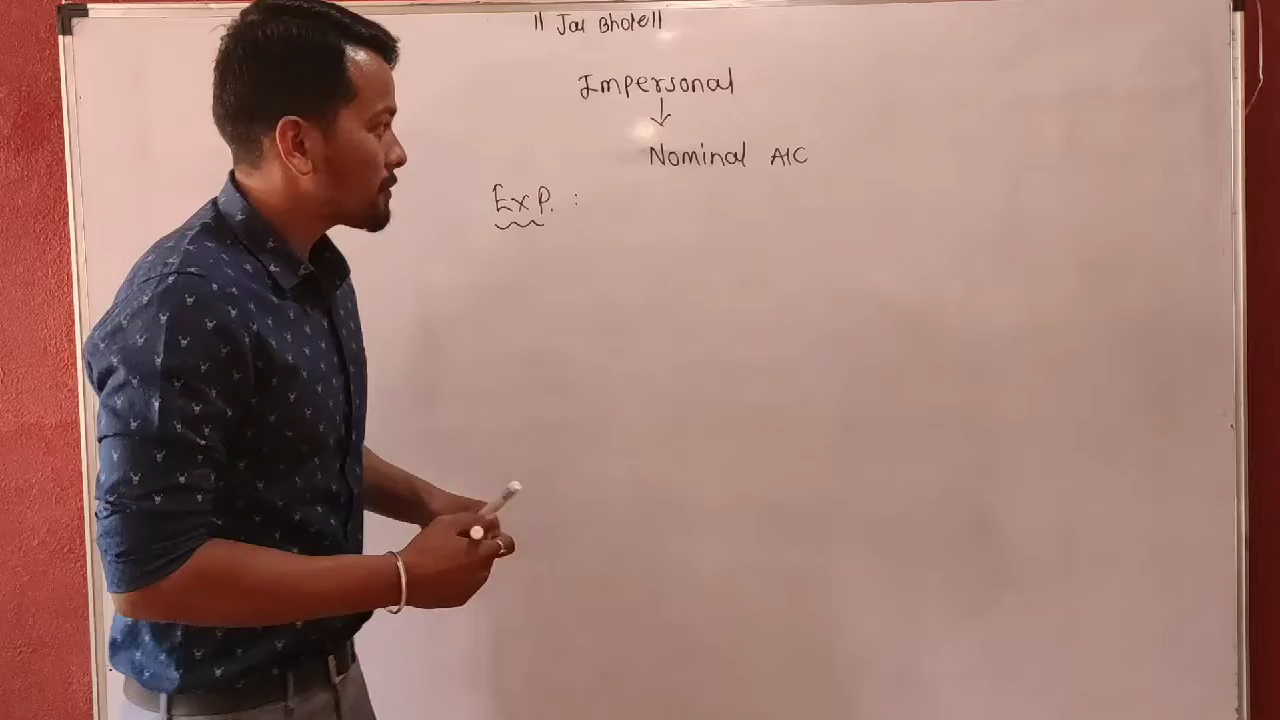 || Jai Bhole ||
Impersonal
↓
Nominal A/C
Exp. :